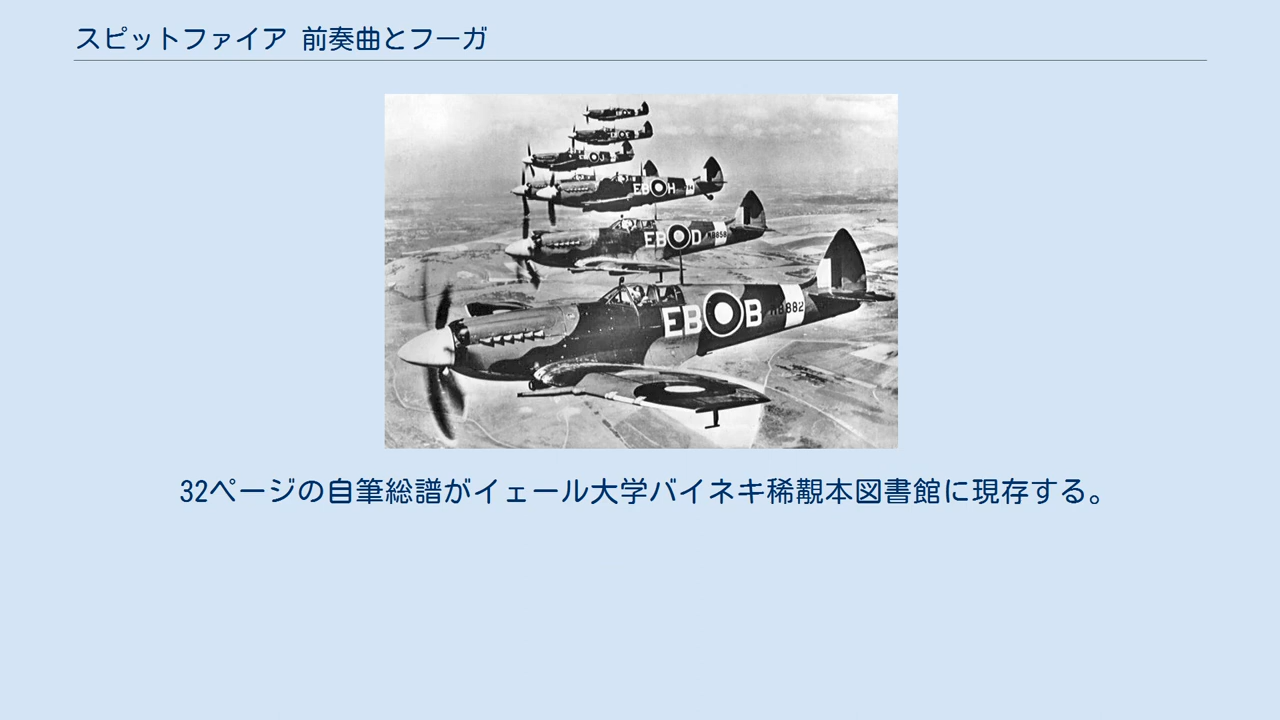 スピットファイア 前奏曲とフーガ
EB H
EB D MB858
EB B MB882
32ページの自筆総譜がイェール大学バイネキ稀覯本図書館に現存する。